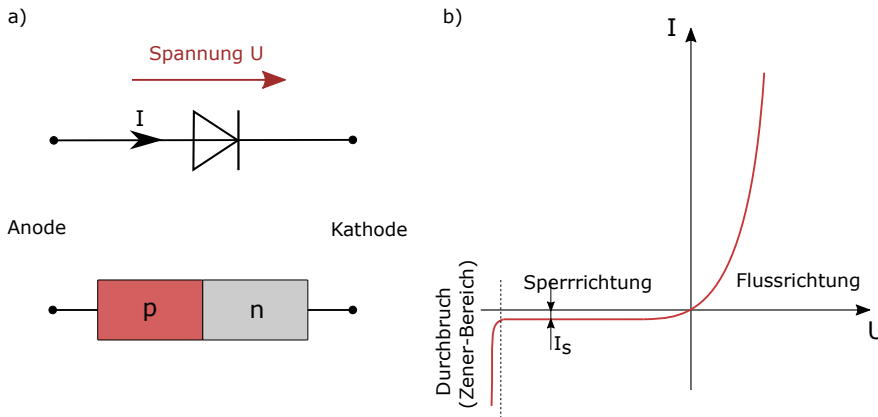 a)
Spannung U
I
Anode
Kathode
p
n
b)
I
Sperrrichtung
Flussrichtung
U
I_S
Durchbruch
(Zener-Bereich)